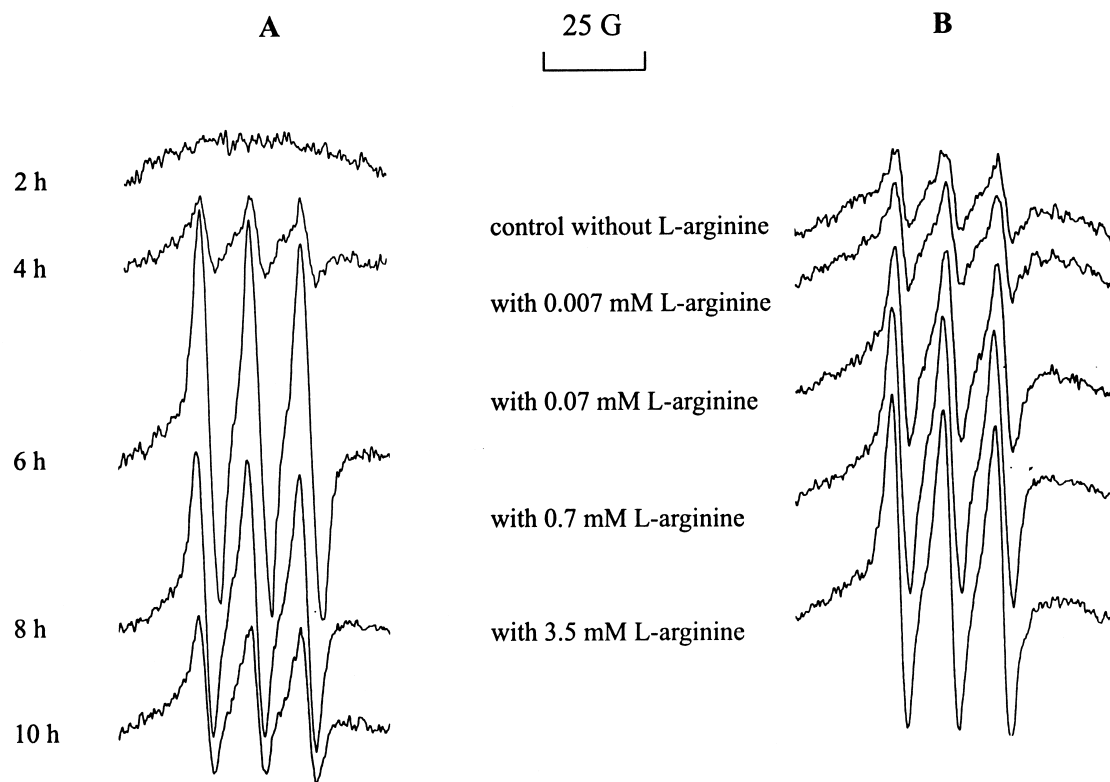 A
25 G
B
2 h
4 h
6 h
8 h
10 h
control without L-arginine
with 0.007 mM L-arginine
with 0.07 mM L-arginine
with 0.7 mM L-arginine
with 3.5 mM L-arginine